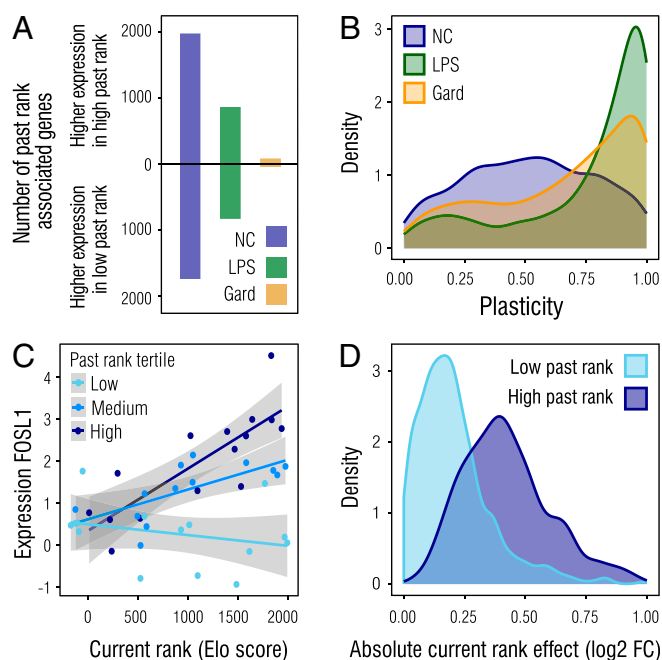 A
Number of past rank
associated genes
Higher expression
in high past rank
Higher expression
in low past rank
2000
1000
0
1000
2000
NC
LPS
Gard
B
NC
LPS
Gard
Density
3
2
1
0
0.00
0.25
0.50
0.75
1.00
Plasticity
C
Past rank tertile
Low
Medium
High
Expression FOSL1
4
3
2
1
0
-1
0
500
1000
1500
2000
Current rank (Elo score)
D
Low past rank
High past rank
Density
3
2
1
0
0.00
0.25
0.50
0.75
1.00
Absolute current rank effect (log2 FC)